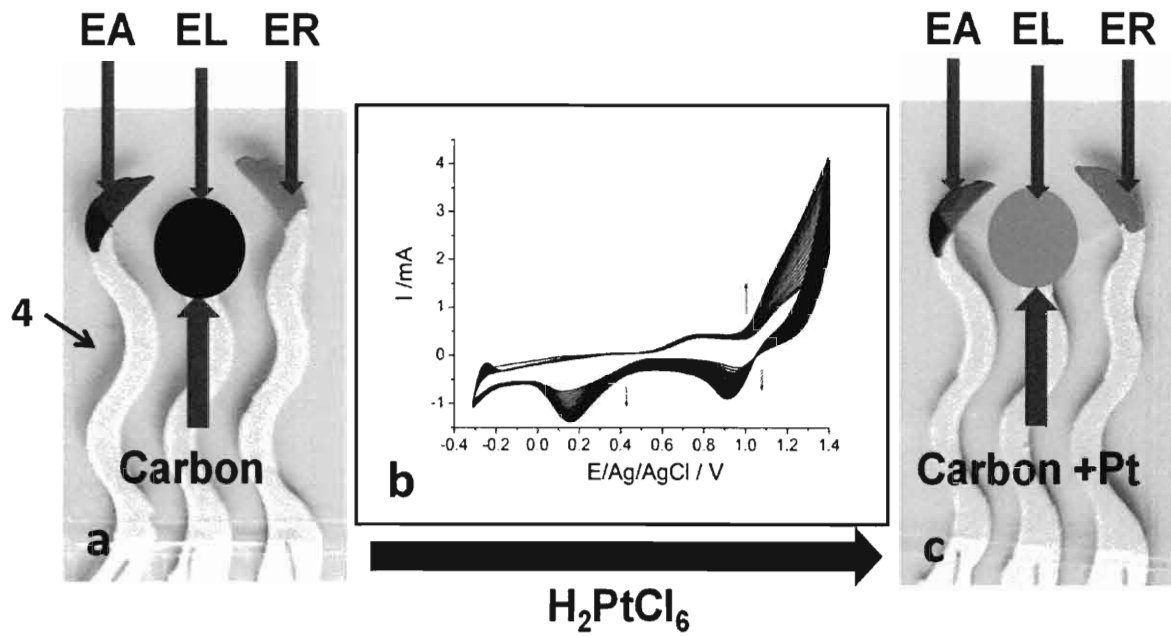 EA EL ER
4
Carbon
a
I /mA
4
3
2
1
0
-1
-0.4 -0.2 0.0 0.2 0.4 0.6 0.8 1.0 1.2 1.4
E/Ag/AgCl / V
b
H₂PtCl₆
EA EL ER
Carbon +Pt
c